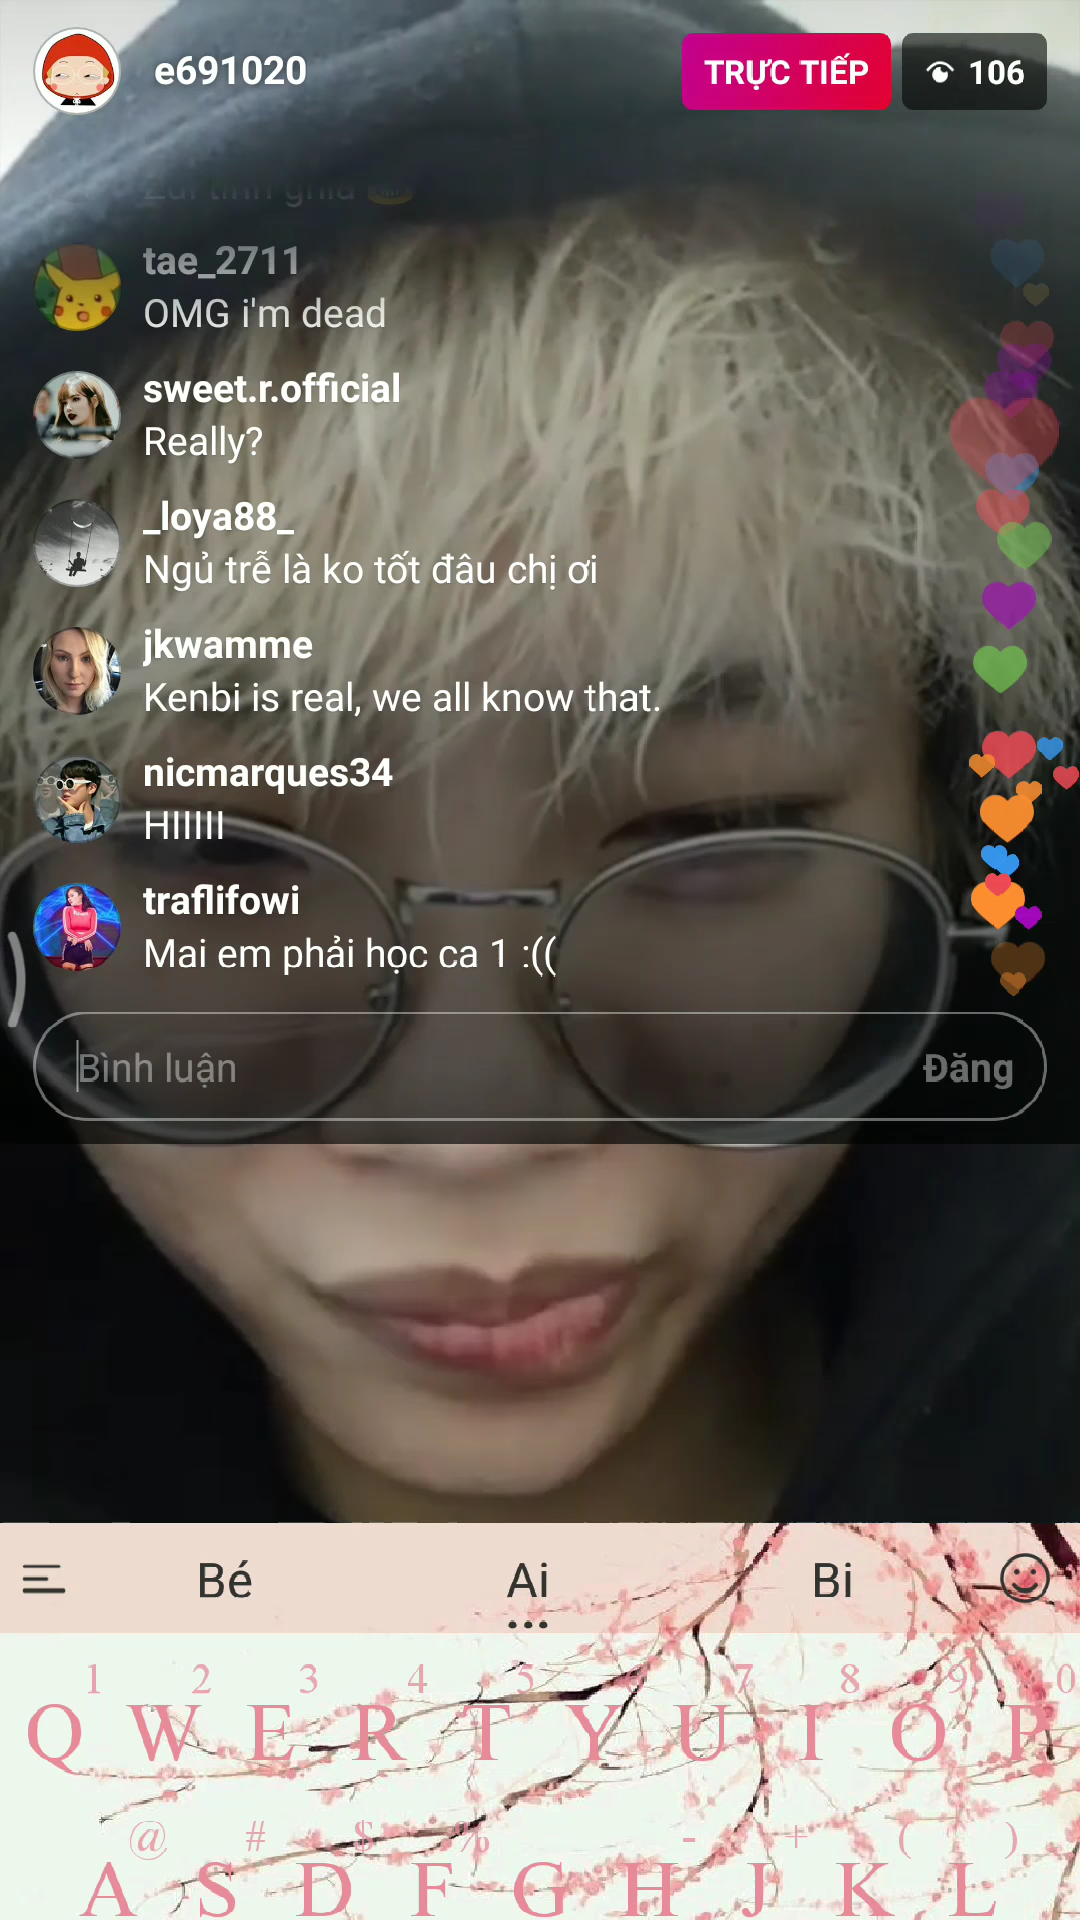 e691020
TRỰC TIẾP
106
tae_2711
OMG i'm dead
sweet.r.official
Really?
_loya88_
Ngủ trễ là ko tốt đâu chị ơi
jkwamme
Kenbi is real, we all know that.
nicmarques34
HIIIII
traflifowi
Mai em phải học ca 1 :((
Bình luận
Đăng
Bé Ai Bi
1 2 3 4 5 7 8 9 0
Q W E R T Y U I O P
@ # $ % - + ( )
A S D F G H J K L